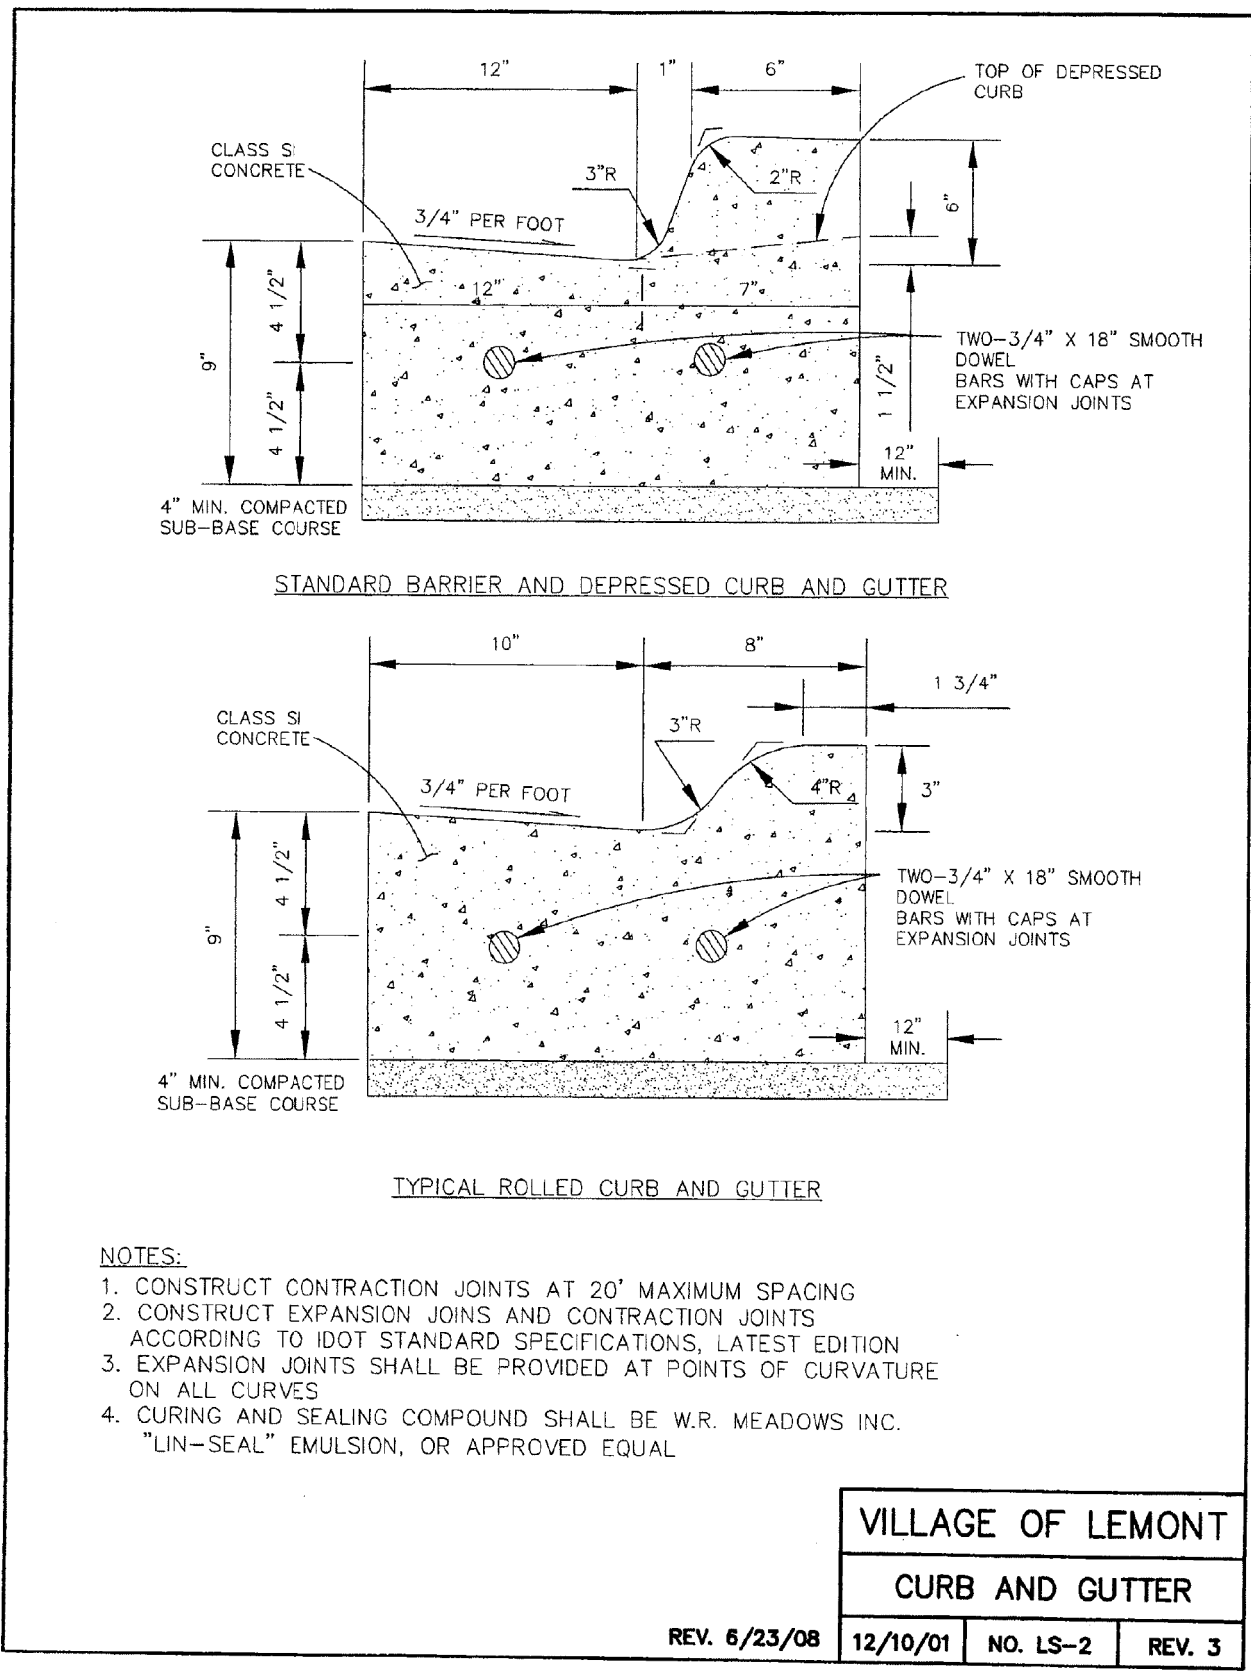 12" 1" 6"
TOP OF DEPRESSED
CURB
CLASS SI
CONCRETE
3"R
2"R
6"
3/4" PER FOOT
12" 7"
4 1/2"
9"
4 1/2"
TWO-3/4" X 18" SMOOTH
DOWEL
BARS WITH CAPS AT
EXPANSION JOINTS
1 1/2"
12"
MIN.
4" MIN. COMPACTED
SUB-BASE COURSE
STANDARD BARRIER AND DEPRESSED CURB AND GUTTER
10" 8"
1 3/4"
CLASS SI
CONCRETE
3"R
4"R
3"
3/4" PER FOOT
4 1/2"
9"
4 1/2"
TWO-3/4" X 18" SMOOTH
DOWEL
BARS WITH CAPS AT
EXPANSION JOINTS
12"
MIN.
4" MIN. COMPACTED
SUB-BASE COURSE
TYPICAL ROLLED CURB AND GUTTER
NOTES:
1. CONSTRUCT CONTRACTION JOINTS AT 20' MAXIMUM SPACING
2. CONSTRUCT EXPANSION JOINS AND CONTRACTION JOINTS
ACCORDING TO IDOT STANDARD SPECIFICATIONS, LATEST EDITION
3. EXPANSION JOINTS SHALL BE PROVIDED AT POINTS OF CURVATURE
ON ALL CURVES
4. CURING AND SEALING COMPOUND SHALL BE W.R. MEADOWS INC.
"LIN-SEAL" EMULSION, OR APPROVED EQUAL
VILLAGE OF LEMONT
CURB AND GUTTER
REV. 6/23/08 12/10/01 NO. LS-2 REV. 3